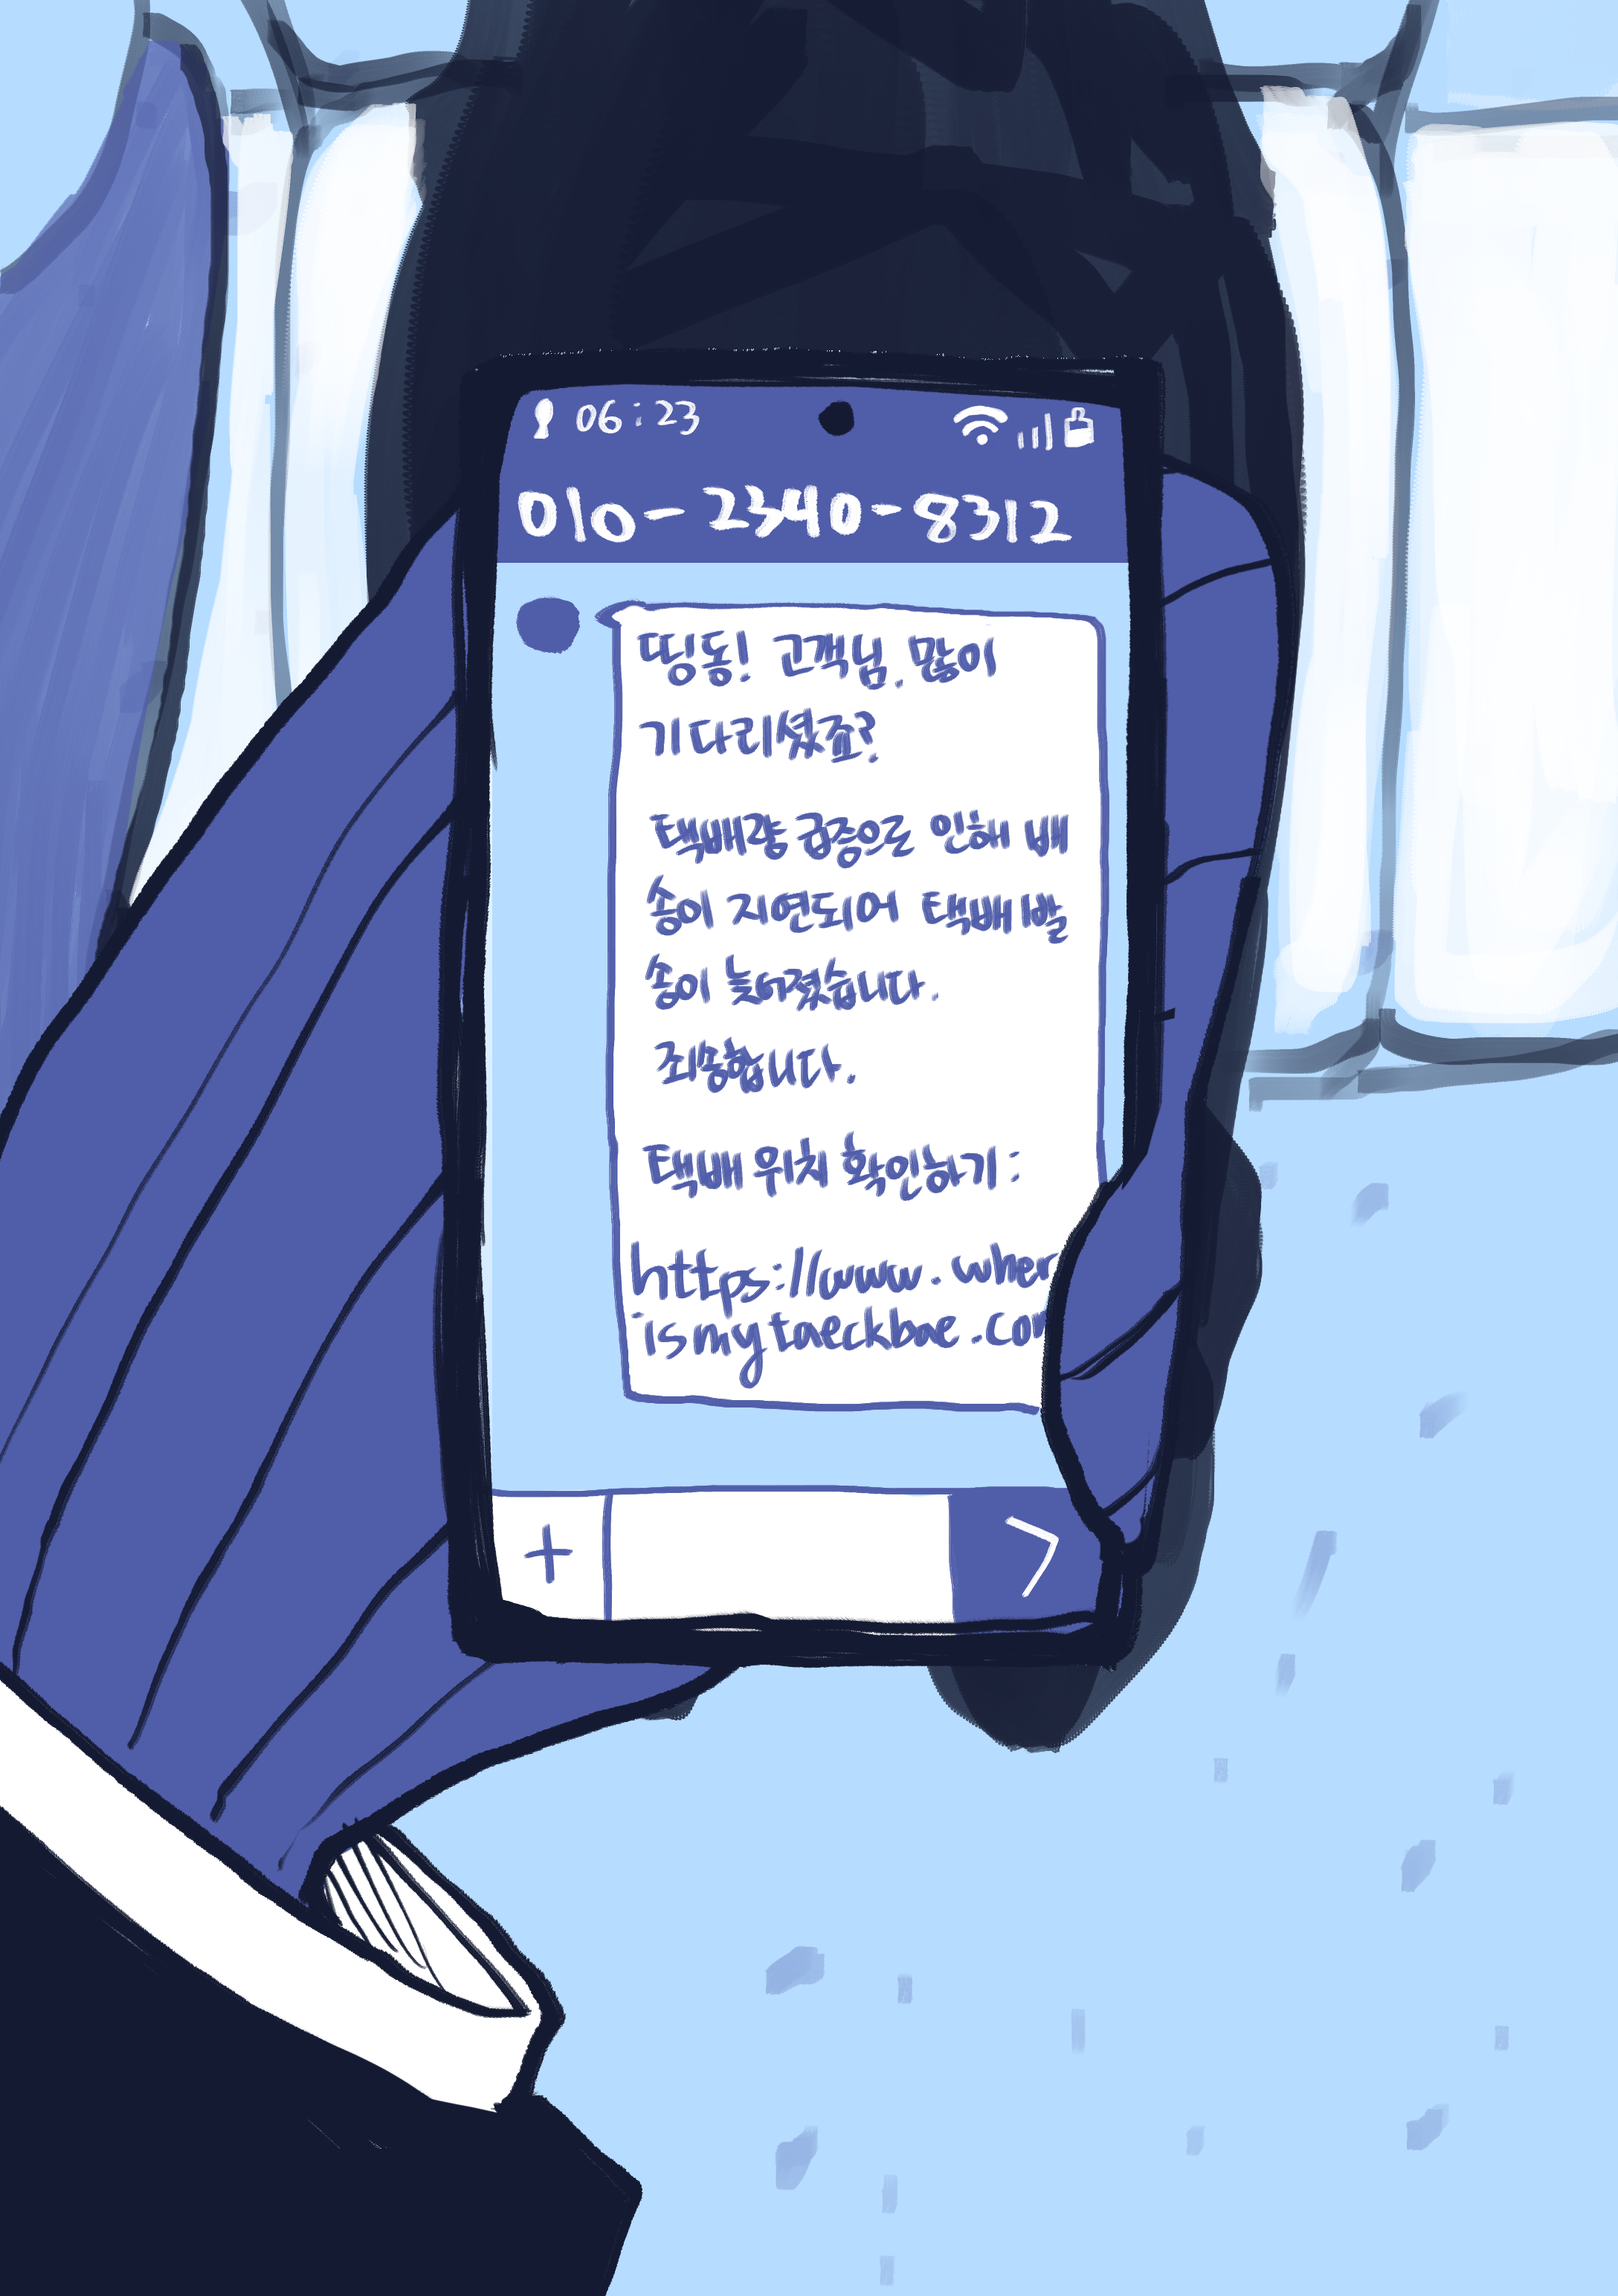 06:23
010-2340-8312
띵동! 고객님, 많이
기다리셨죠?
택배량 급증으로 인해 배
송이 지연되어 택배 발
송이 늦어졌습니다.
죄송합니다.
택배 위치 확인하기:
https://www.wher
ismytaeckbae.com
+